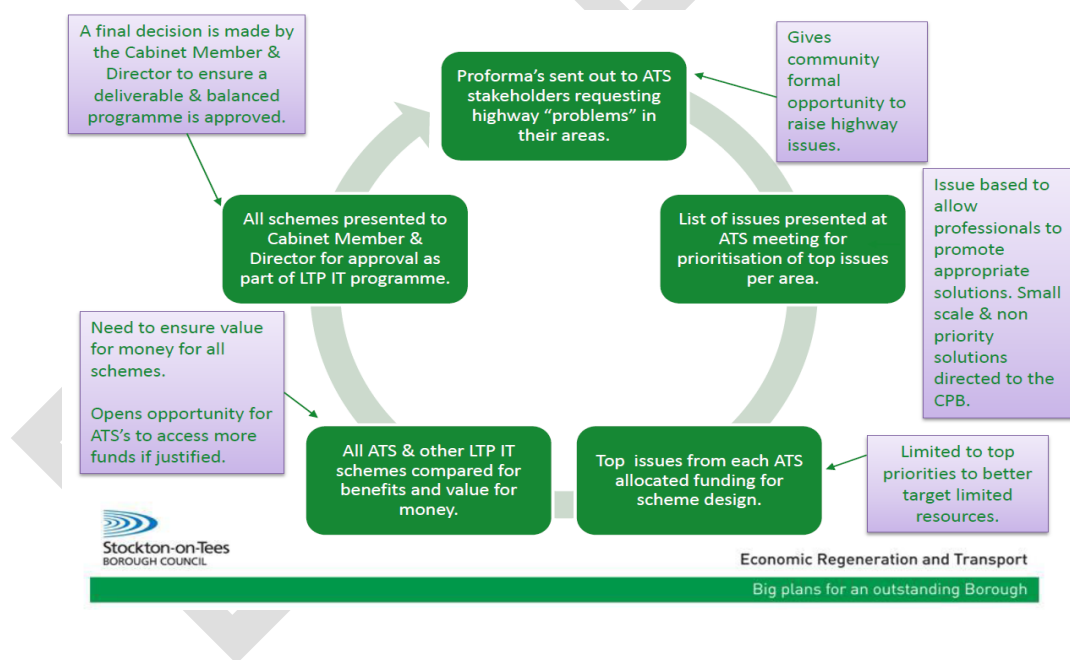 A final decision is made by
the Cabinet Member &
Director to ensure a
deliverable & balanced
programme is approved.
Proforma's sent out to ATS
stakeholders requesting
highway “problems” in
their areas.
Gives
community
formal
opportunity to
raise highway
issues.
All schemes presented to
Cabinet Member &
Director for approval as
part of LTP IT programme.
List of issues presented at
ATS meeting for
prioritisation of top issues
per area.
Issue based to
allow
professionals to
promote
appropriate
solutions. Small
scale & non
priority
solutions
directed to the
CPB.
Need to ensure value
for money for all
schemes.
Opens opportunity for
ATS's to access more
funds if justified.
All ATS & other LTP IT
schemes compared for
benefits and value for
money.
Top issues from each ATS
allocated funding for
scheme design.
Limited to top
priorities to better
target limited
resources.
Stockton-on-Tees
BOROUGH COUNCIL
Economic Regeneration and Transport
Big plans for an outstanding Borough